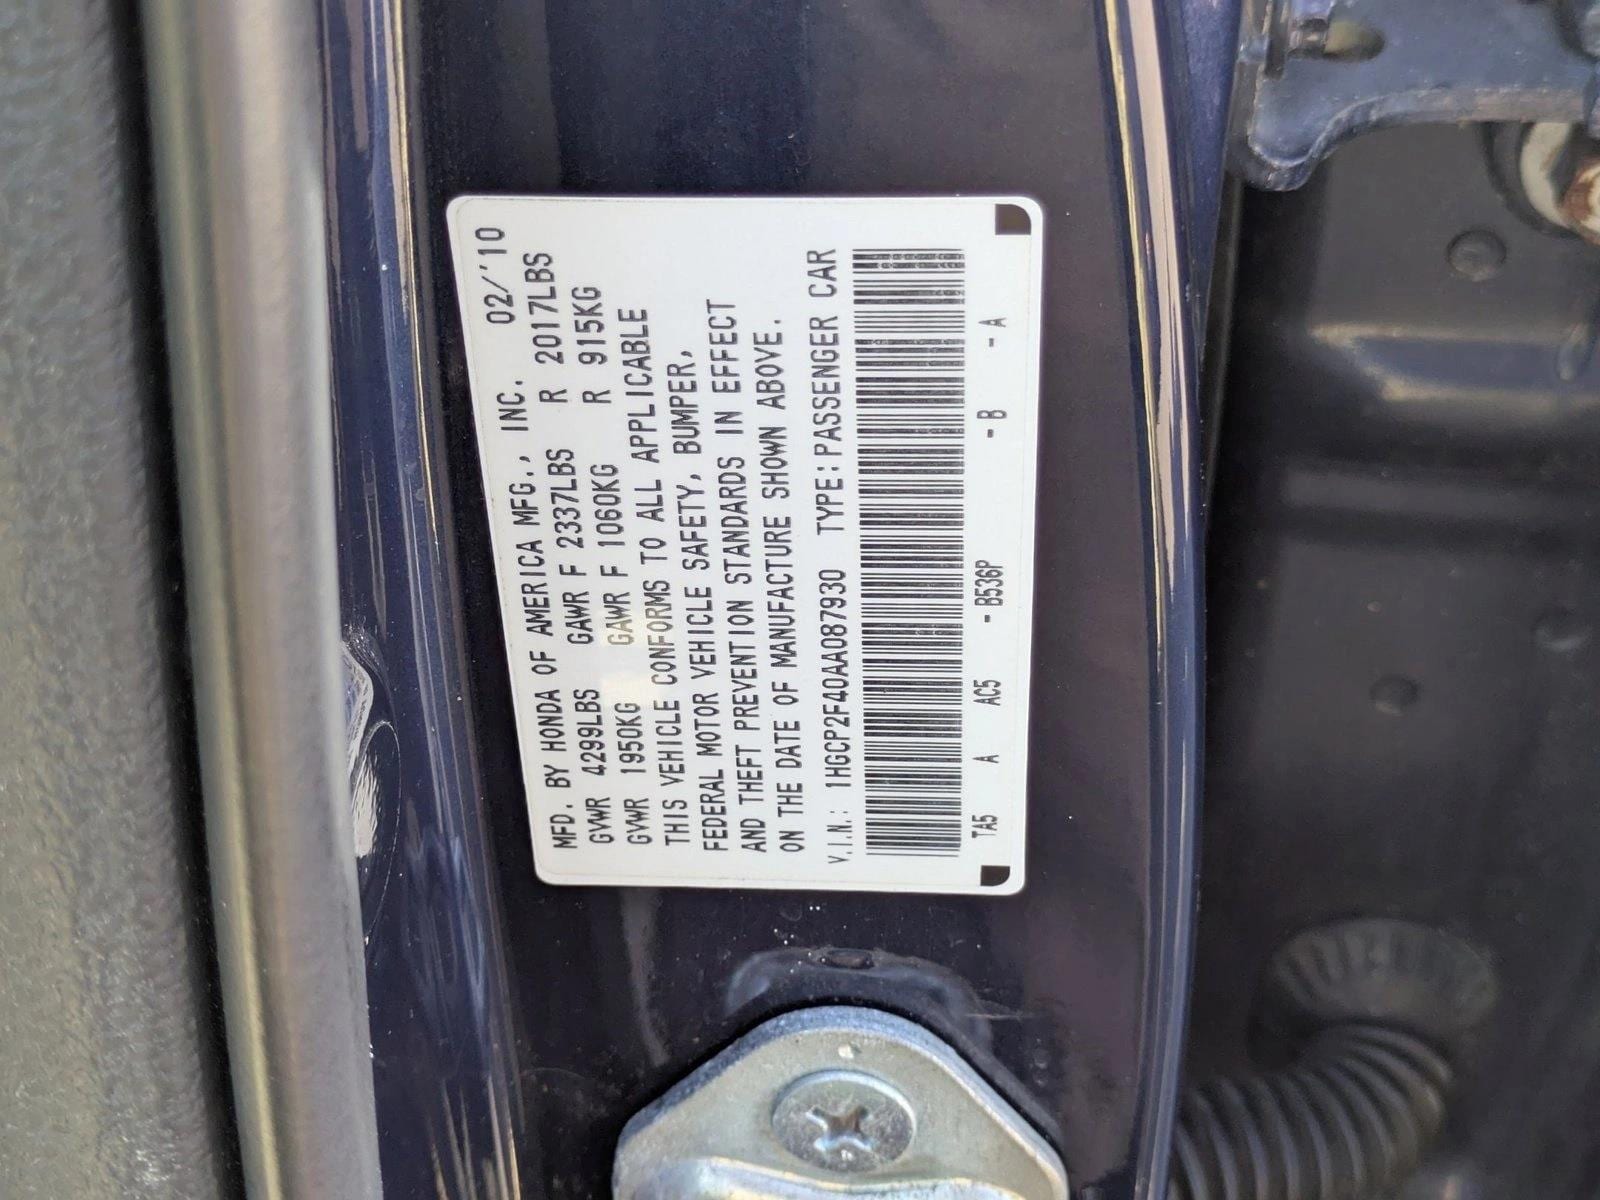 MFD. BY HONDA OF AMERICA MFG., INC. 02/'10
GVWR 4299LBS GAWR F 2337LBS R 2017LBS
GVWR 1950KG GAWR F 1060KG R 915KG
THIS VEHICLE CONFORMS TO ALL APPLICABLE
FEDERAL MOTOR VEHICLE SAFETY, BUMPER,
AND THEFT PREVENTION STANDARDS IN EFFECT
ON THE DATE OF MANUFACTURE SHOWN ABOVE.
V.I.N.: 1HGCP2F40AA087930 TYPE:PASSENGER CAR
TA5 A AC5 - B536P - B - A